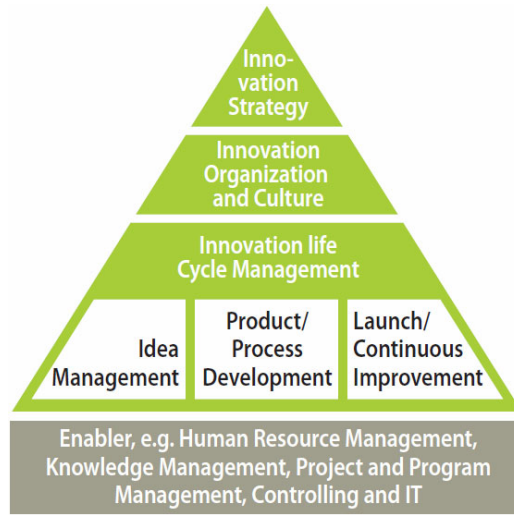 Inno-
vation
Strategy
Innovation
Organization
and Culture
Innovation life
Cycle Management
Idea
Management
Product/
Process
Development
Launch/
Continuous
Improvement
Enabler, e.g. Human Resource Management,
Knowledge Management, Project and Program
Management, Controlling and IT